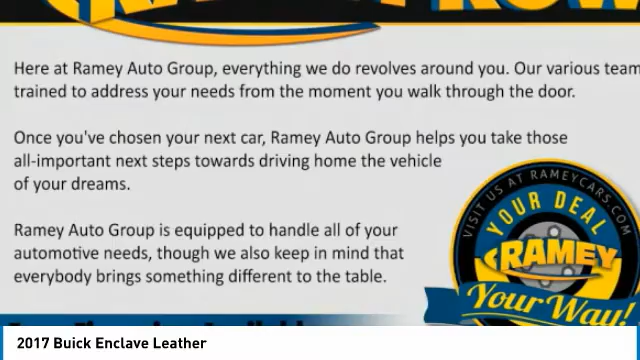 Here at Ramey Auto Group, everything we do revolves around you. Our various team
trained to address your needs from the moment you walk through the door.
Once you've chosen your next car, Ramey Auto Group helps you take those
all-important next steps towards driving home the vehicle
of your dreams.
Ramey Auto Group is equipped to handle all of your
automotive needs, though we also keep in mind that
everybody brings something different to the table.
VISIT US AT RAMEYCARS.COM
YOUR DEAL
RAMEY
Your Way!
2017 Buick Enclave Leather